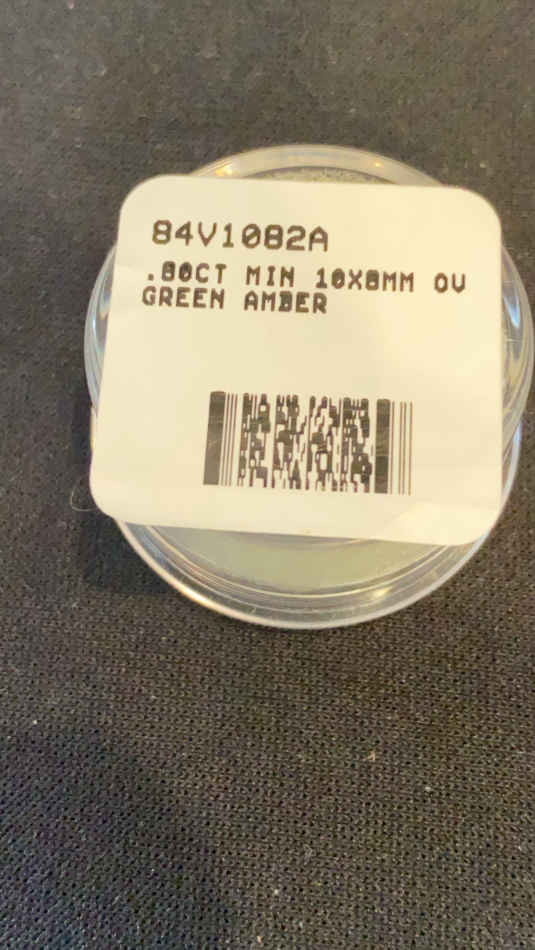 84V1082A
.80CT MIN 10X8MM OV
GREEN AMBER